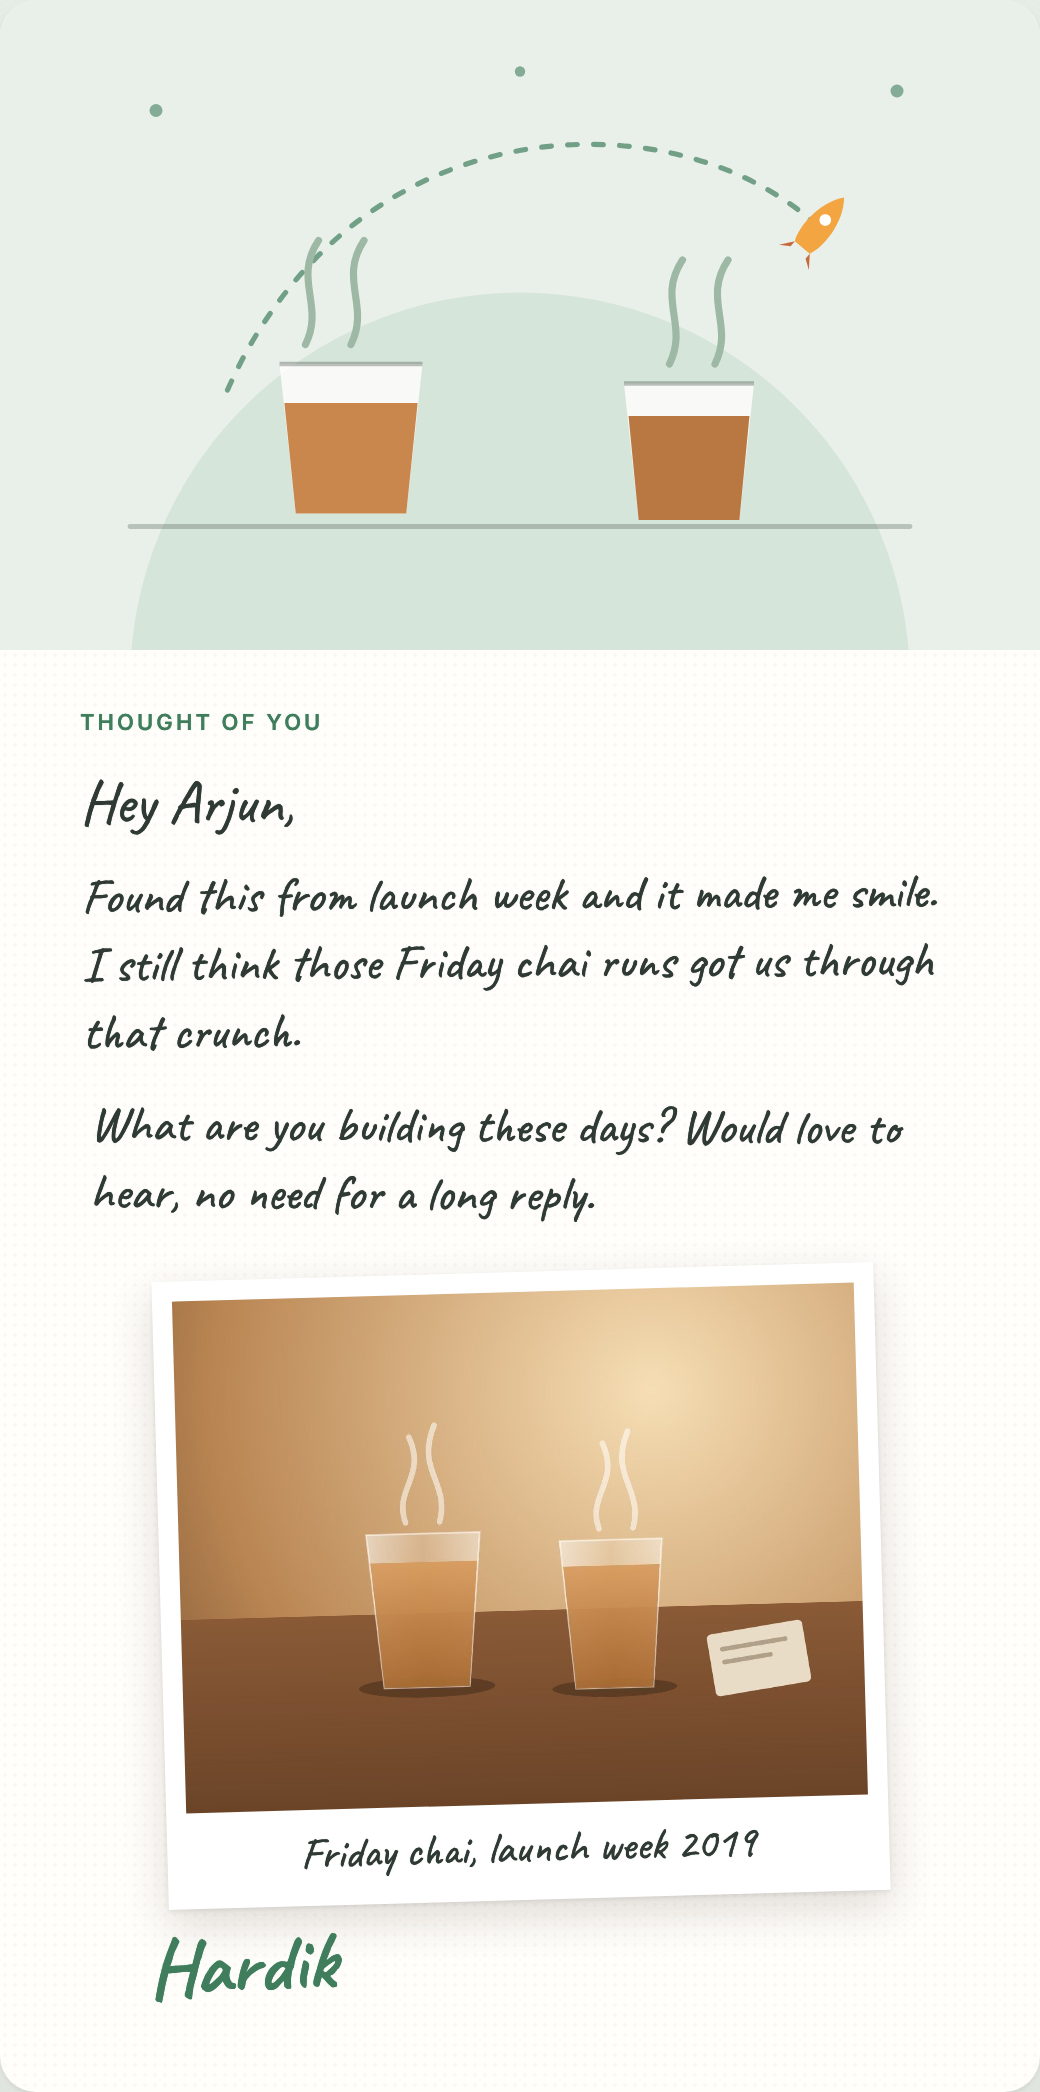 THOUGHT OF YOU
Hey Arjun,
Found this from launch week and it made me smile.
I still think those Friday chai runs got us through
that crunch.
What are you building these days? Would love to
hear, no need for a long reply.
Friday chai, launch week 2019
Hardik